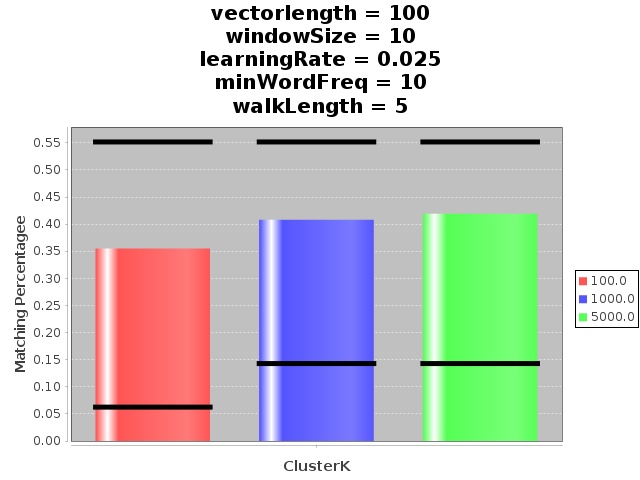 vectorlength = 100
windowSize = 10
learningRate = 0.025
minWordFreq = 10
walkLength = 5
0.55
0.50
0.45
0.40
0.35
0.30
0.25
0.20
0.15
0.10
0.05
0.00
Matching Percentagee
ClusterK
100.0
1000.0
5000.0